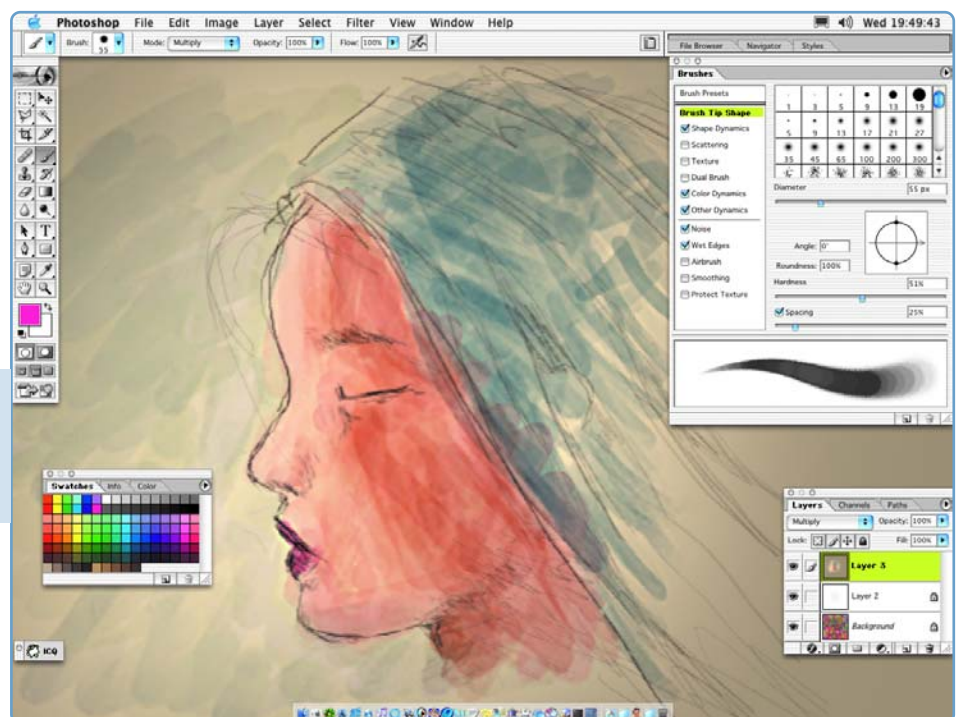 Photoshop File Edit Image Layer Select Filter View Window Help Wed 19:49:43
Brush: 55 Mode: Multiply Opacity: 100% Flow: 100%
File Browser Navigator Styles
Brushes
Brush Presets
Brush Tip Shape
Shape Dynamics
Scattering
Texture
Dual Brush
Color Dynamics
Other Dynamics
Noise
Wet Edges
Airbrush
Smoothing
Protect Texture
1 3 5 9 13 19
5 9 13 17 21 27
35 45 65 100 200 300
Diameter 55 px
Angle: 0°
Roundness: 100%
Hardness 51%
Spacing 25%
Swatches Info Color
Layers Channels Paths
Multiply Opacity: 100%
Lock: Fill: 100%
Layer 3
Layer 2
Background
ICQ